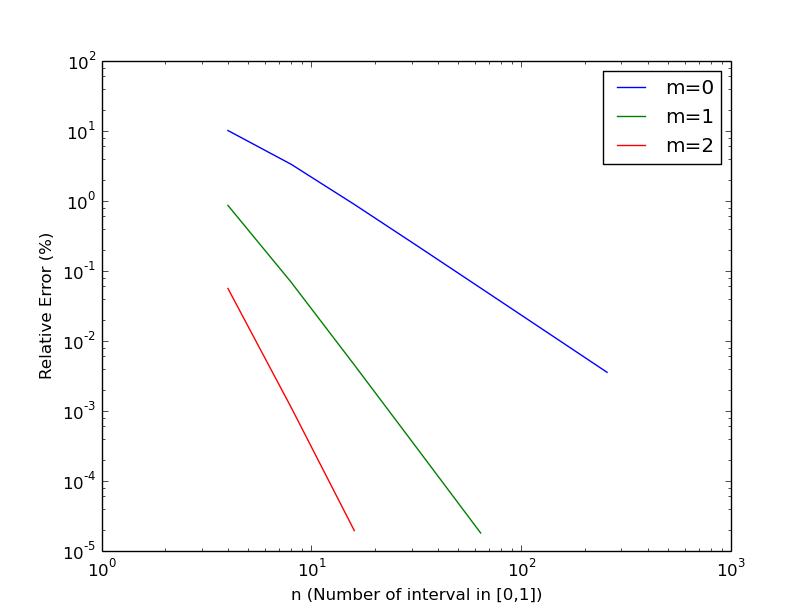 10^2
m=0
m=1
m=2
10^1
10^0
10^-1
10^-2
10^-3
10^-4
10^-5
Relative Error (%)
10^0 10^1 10^2 10^3
n (Number of interval in [0,1])